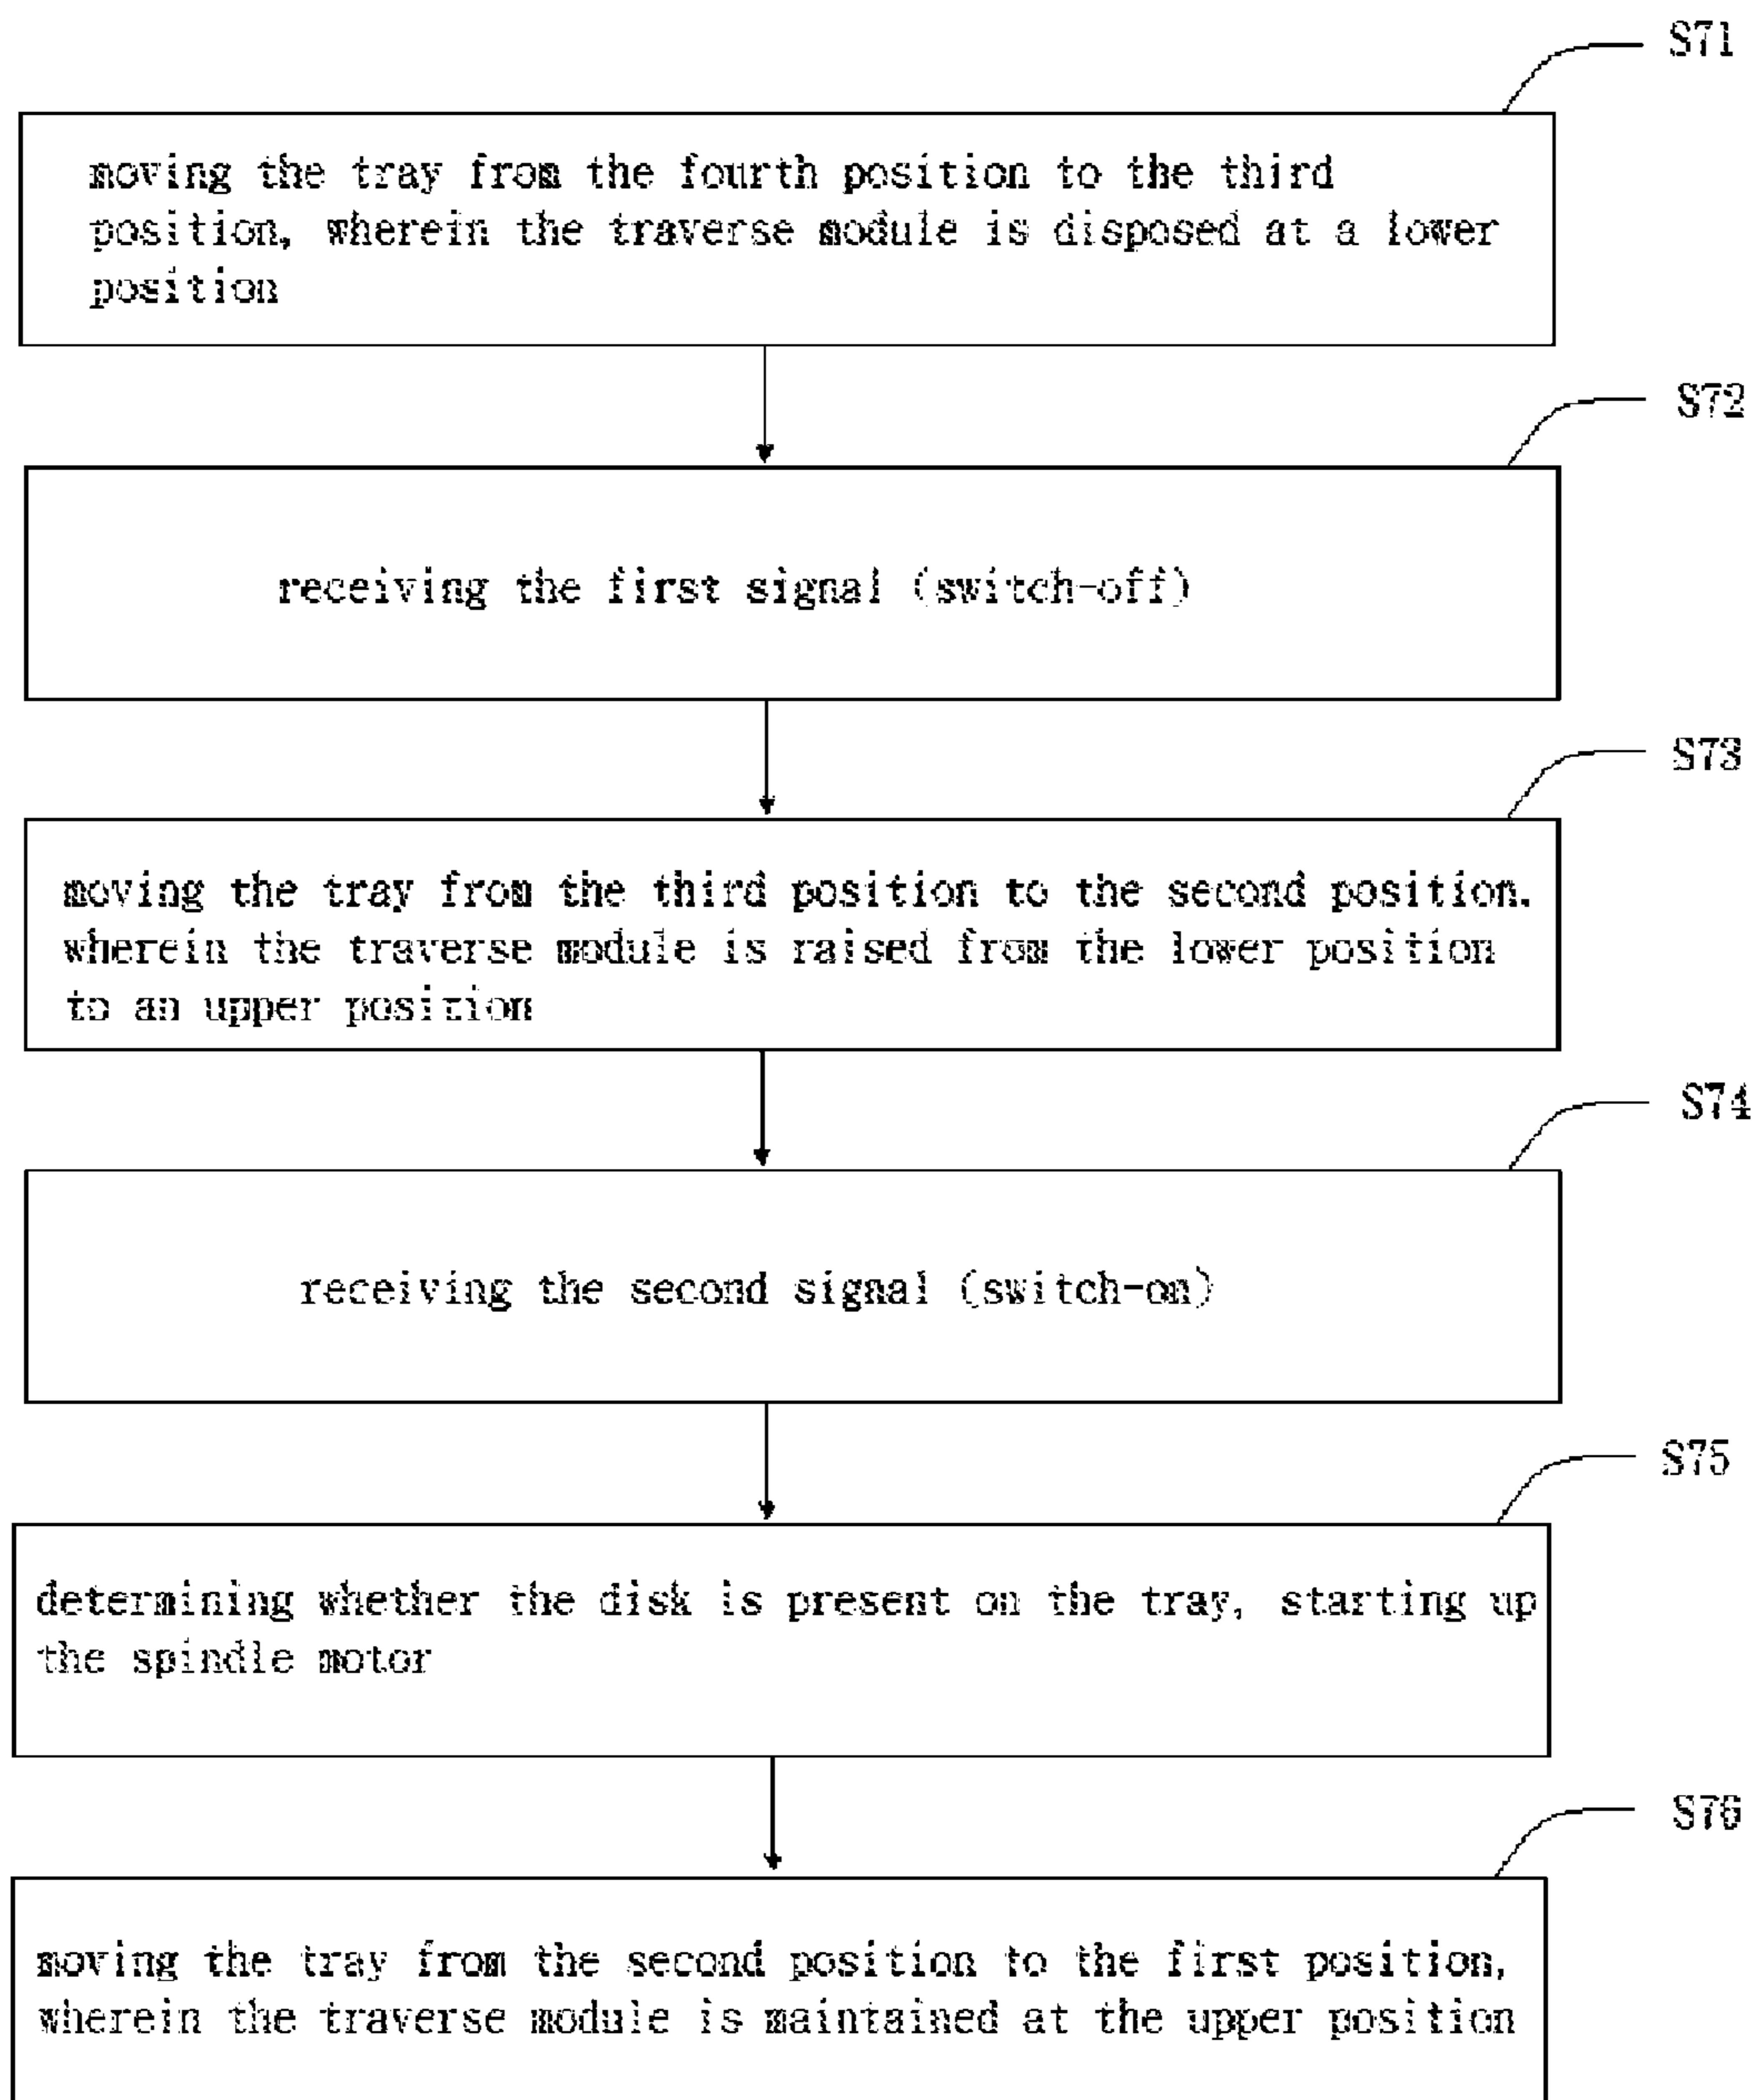 S71
moving the tray from the fourth position to the third
position, wherein the traverse module is disposed at a lower
position
S72
receiving the first signal (switch-off)
S73
moving the tray from the third position to the second position,
wherein the traverse module is raised from the lower position
to an upper position
S74
receiving the second signal (switch-on)
S75
determining whether the disk is present on the tray, starting up
the spindle motor
S76
moving the tray from the second position to the first position,
wherein the traverse module is maintained at the upper position